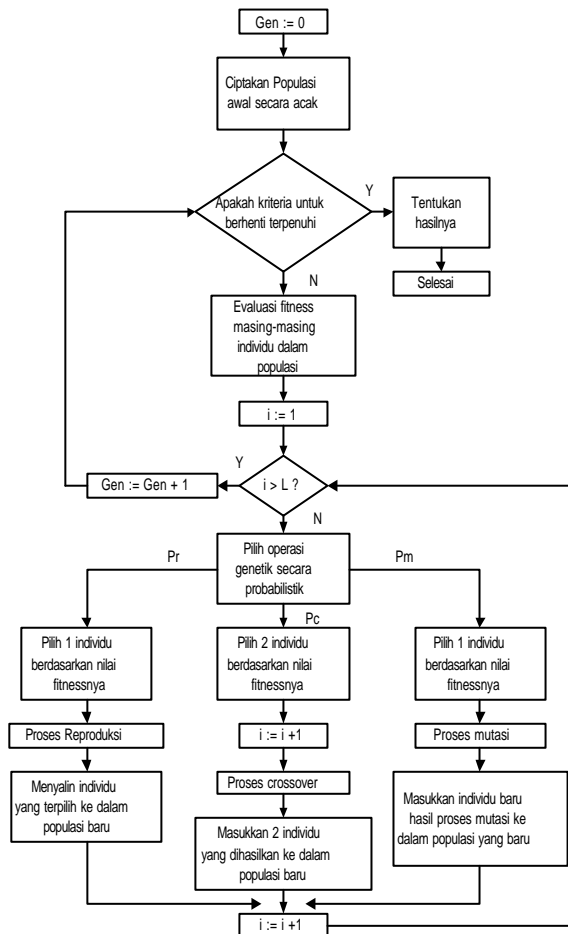 Gen := 0
Ciptakan Populasi
awal secara acak
Apakah kriteria untuk
berhenti terpenuhi
Y
Tentukan
hasilnya
Selesai
N
Evaluasi fitness
masing-masing
individu dalam
populasi
i := 1
Y
i > L ?
Gen := Gen + 1
N
Pilih operasi
genetik secara
probabilistik
Pr
Pc
Pm
Pilih 1 individu
berdasarkan nilai
fitnessnya
Pilih 2 individu
berdasarkan nilai
fitnessnya
Pilih 1 individu
berdasarkan nilai
fitnessnya
Proses Reproduksi
i := i +1
Proses mutasi
Menyalin individu
yang terpilih ke dalam
populasi baru
Proses crossover
Masukkan 2 individu
yang dihasilkan ke dalam
populasi baru
Masukkan individu baru
hasil proses mutasi ke
dalam populasi yang baru
i := i +1